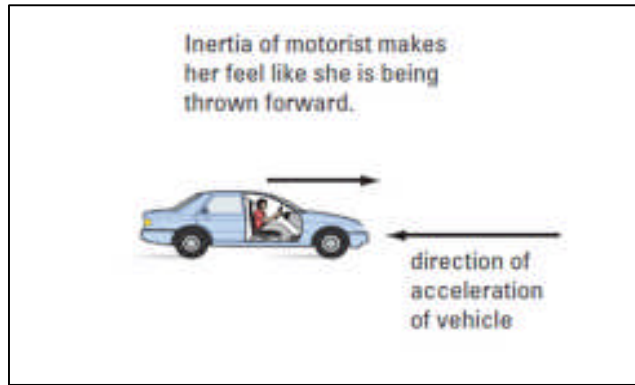 Inertia of motorist makes
her feel like she is being
thrown forward.
direction of
acceleration
of vehicle